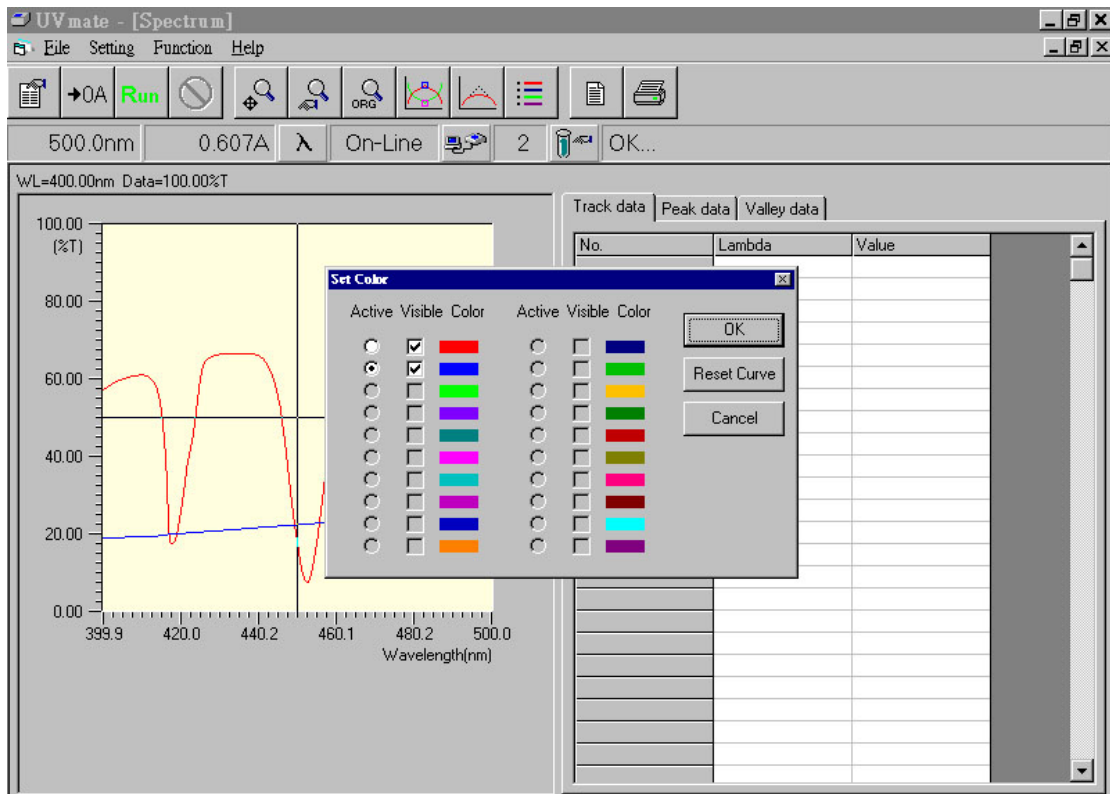 UVmate - [Spectrum]
Eile Setting Function Help
0A Run ORG
500.0nm 0.607A λ On-Line 2 OK...
WL=400.00nm Data=100.00%T
100.00
(%T)
80.00
60.00
40.00
20.00
0.00
399.9 420.0 440.2 460.1 480.2 500.0
Wavelength(nm)
Set Color
Active Visible Color Active Visible Color
OK
Reset Curve
Cancel
Track data Peak data Valley data
No. Lambda Value